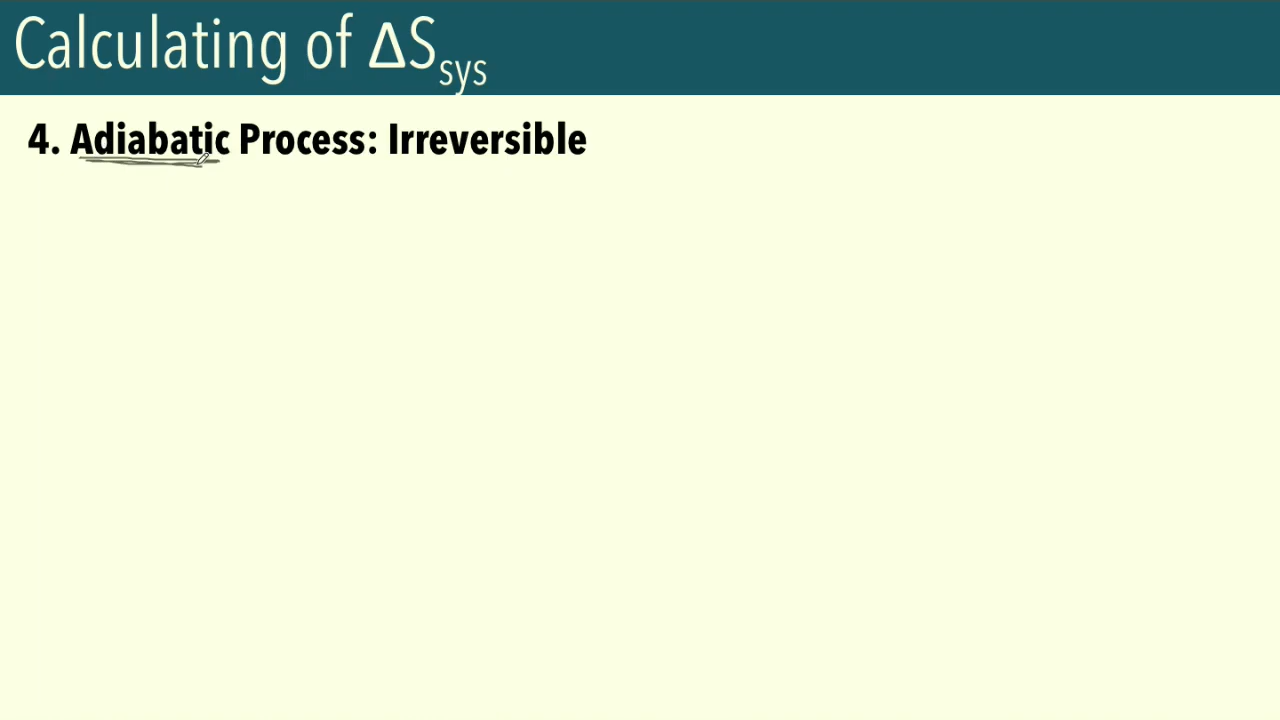 Calculating of ΔSsys
4. Adiabatic Process: Irreversible